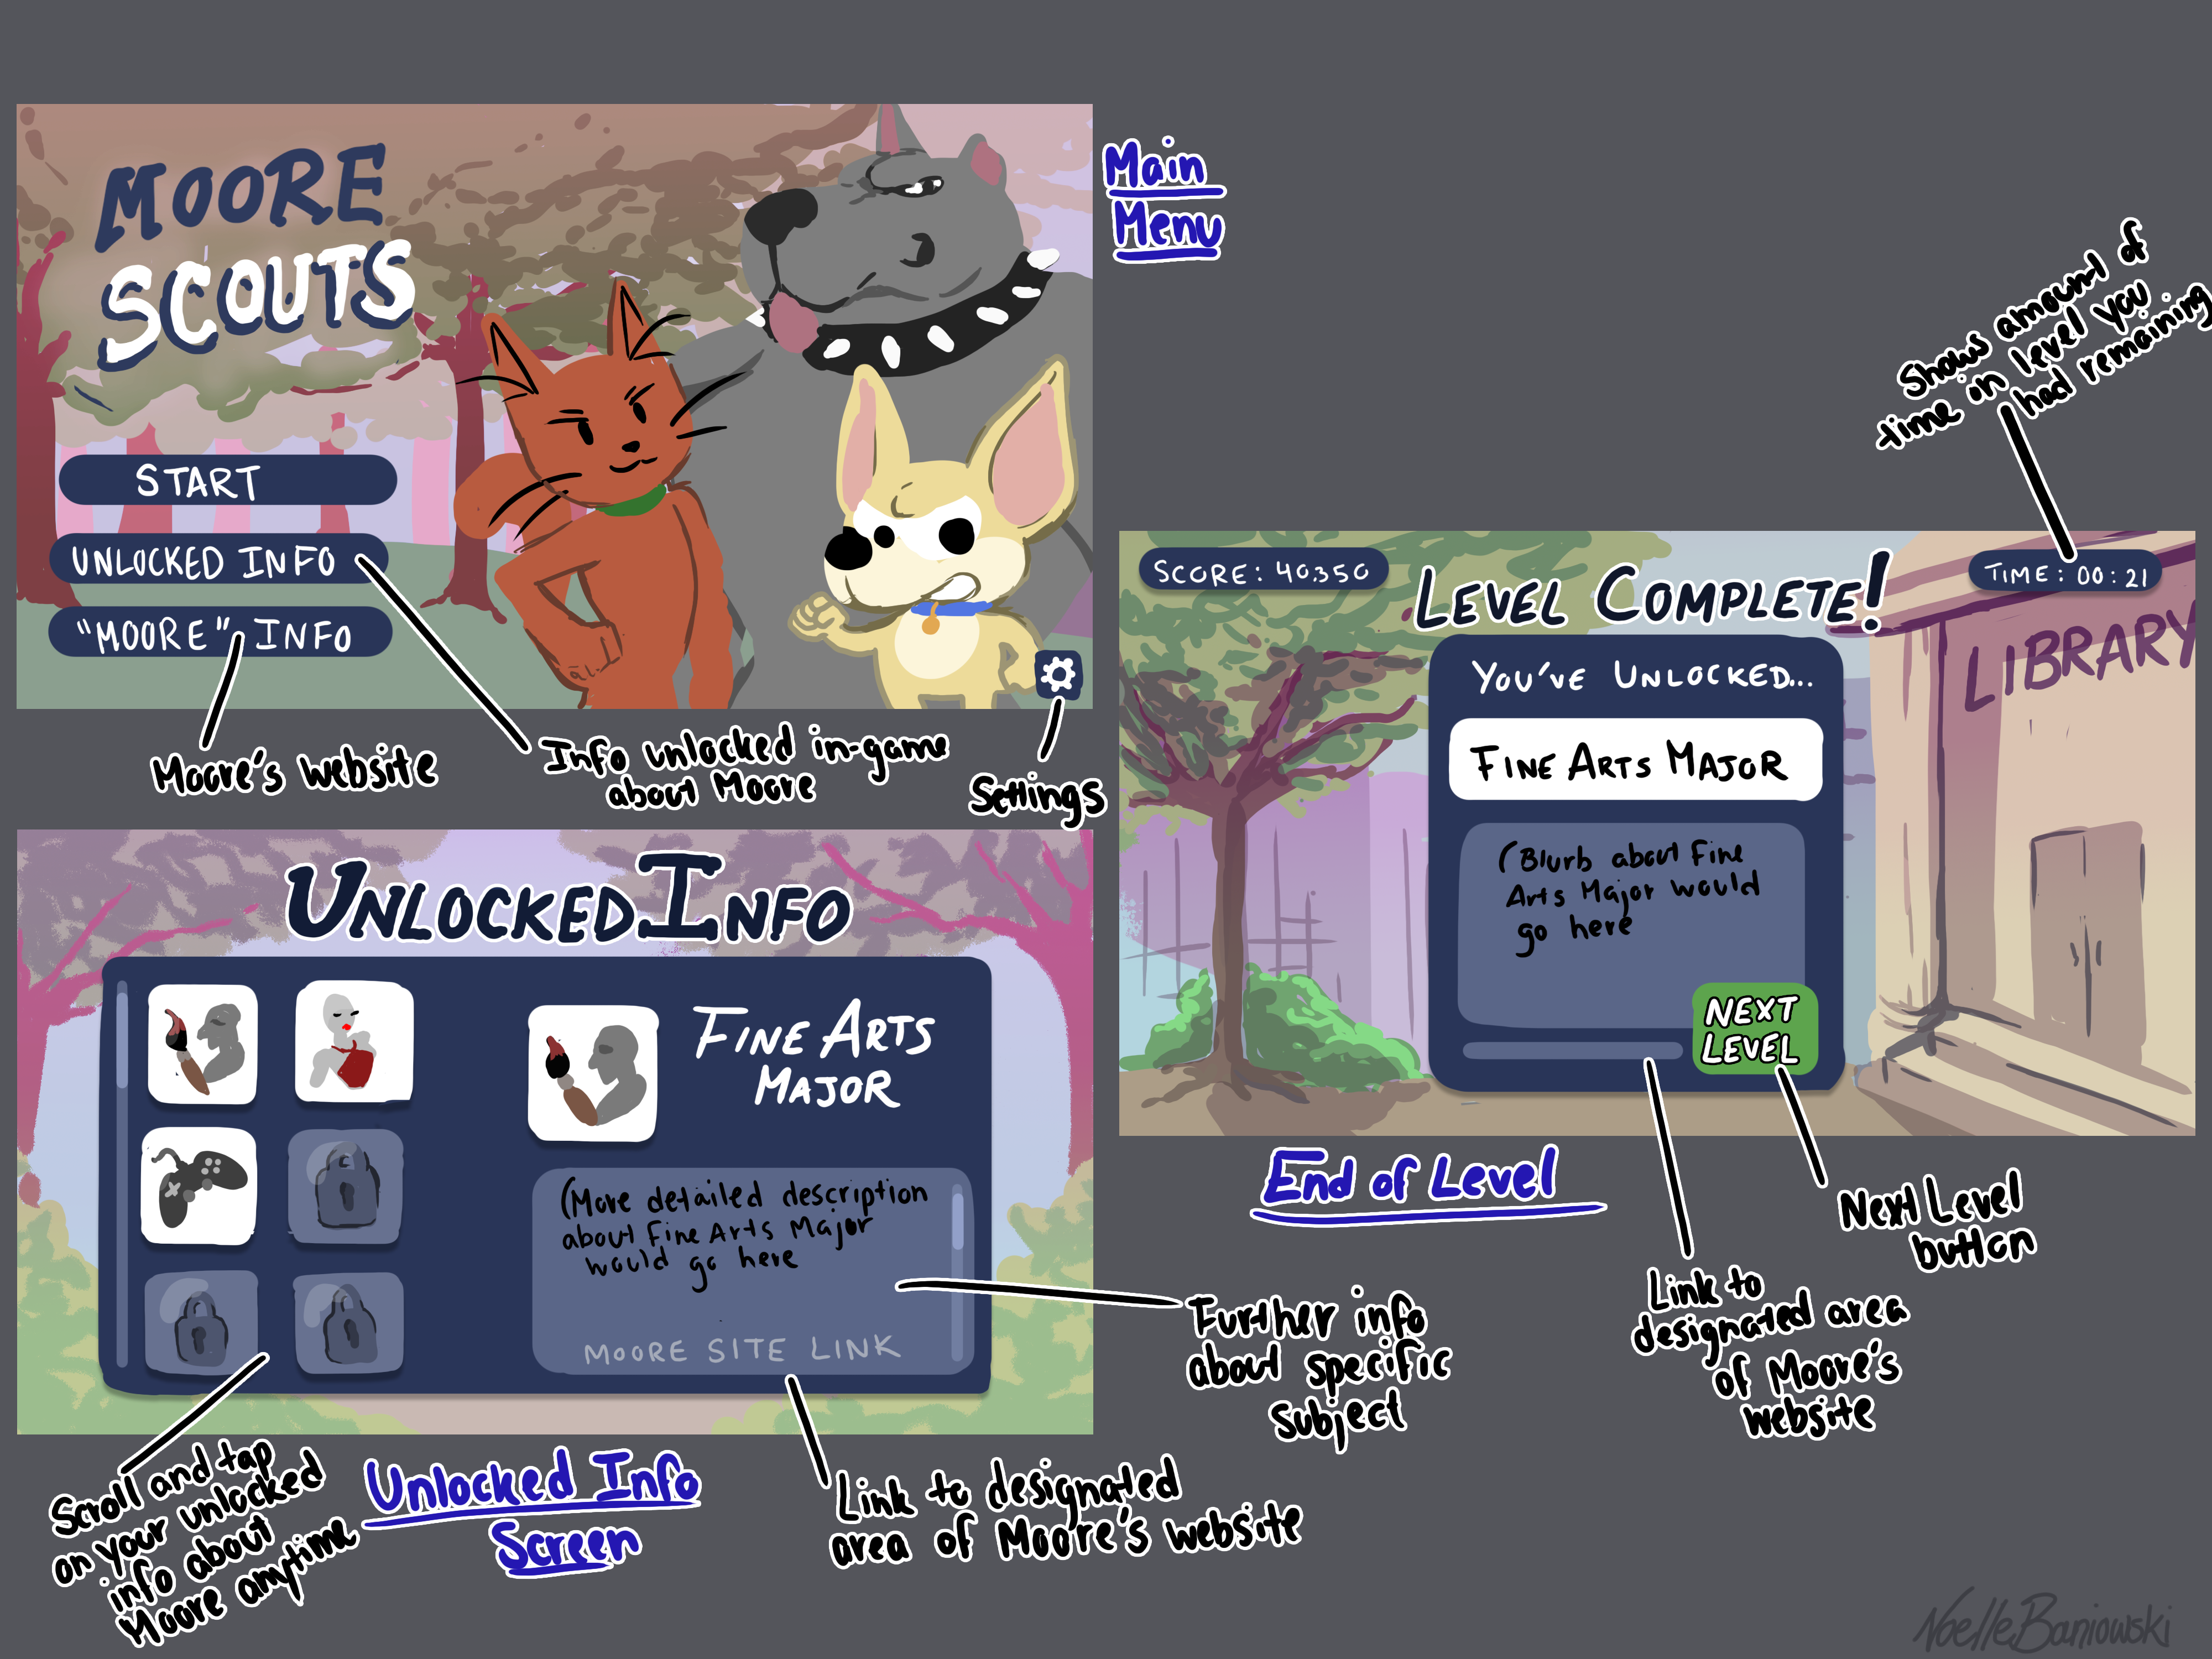 MOORE
SCOUTS
START
UNLOCKED INFO
"MOORE" INFO
Main
Menu
Moore's website
Info unlocked in-game
about Moore
Settings
Shows amount of
time on level you
had remaining
SCORE: 40.350
LEVEL COMPLETE!
TIME: 00:21
LIBRARY
YOU'VE UNLOCKED...
FINE ARTS MAJOR
(Blurb about Fine
Arts Major would
go here
NEXT
LEVEL
End of Level
Next Level
button
Link to
designated area
of Moore's
website
UNLOCKED INFO
FINE ARTS
MAJOR
(More detailed description
about Fine Arts Major
would go here
MOORE SITE LINK
Further info
about specific
subject
Scroll and tap
on your unlocked
info about
Moore anytime
Unlocked Info
Screen
Link to designated
area of Moore's website
Noelle Baniowski